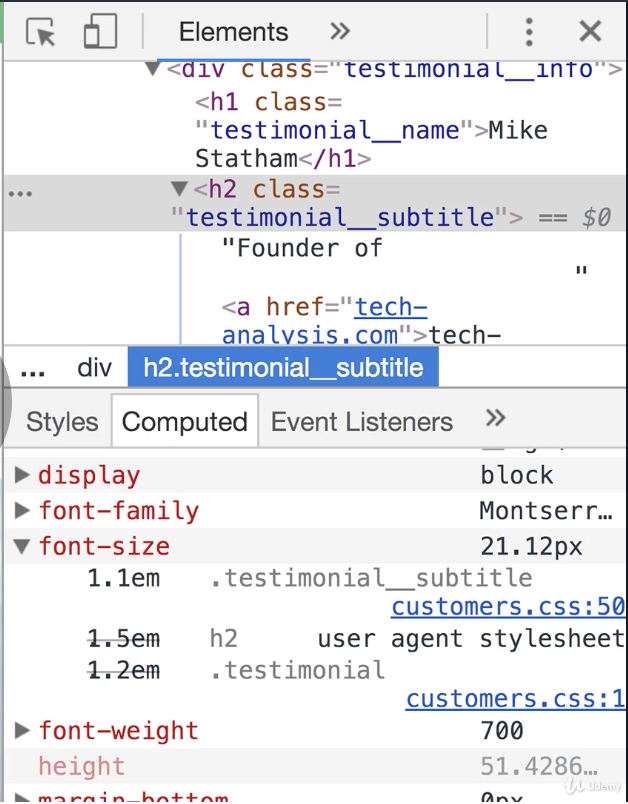 Elements »
<div class="testimonial__info">
<h1 class=
"testimonial__name">Mike
Statham</h1>
<h2 class=
"testimonial__subtitle"> == $0
"Founder of
"
<a href="tech-
analysis.com">tech-
... div h2.testimonial__subtitle
Styles Computed Event Listeners »
display block
font-family Montserr…
font-size 21.12px
1.1em .testimonial__subtitle
customers.css:50
1.5em h2 user agent stylesheet
1.2em .testimonial
customers.css:1
font-weight 700
height 51.4286…
margin-bottom 0px
Udemy